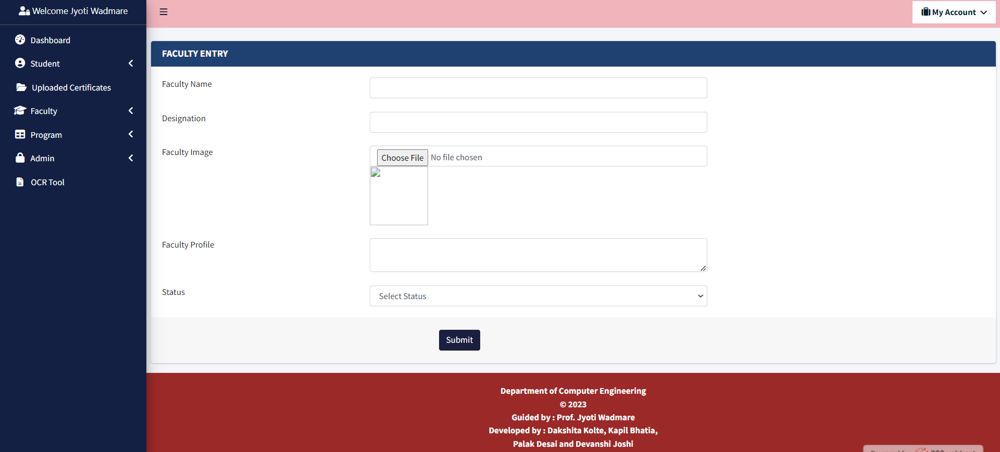 Welcome Jyoti Wadmare
My Account
Dashboard
Student
Uploaded Certificates
Faculty
Program
Admin
OCR Tool
FACULTY ENTRY
Faculty Name
Designation
Faculty Image
Choose File No file chosen
Faculty Profile
Status
Select Status
Submit
Department of Computer Engineering
© 2023
Guided by : Prof. Jyoti Wadmare
Developed by : Dakshita Kolte, Kapil Bhatia,
Palak Desai and Devanshi Joshi